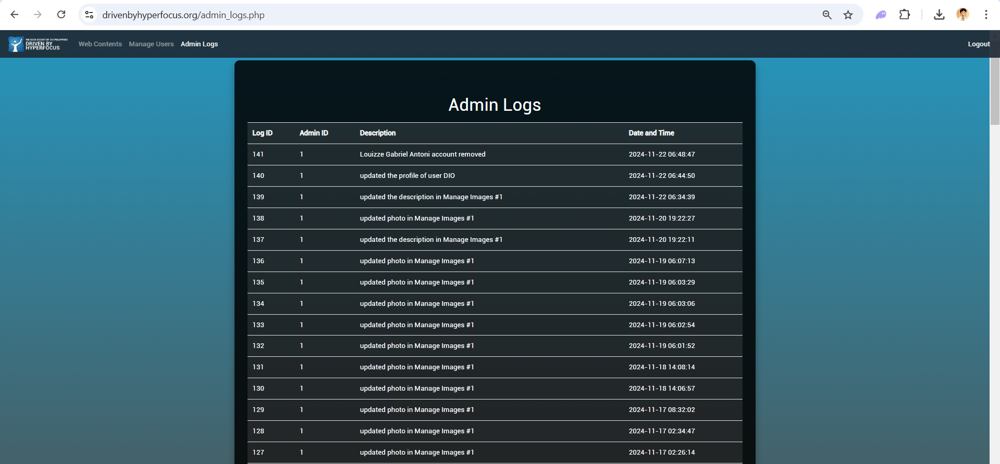 drivenbyhyperfocus.org/admin_logs.php
THE ADHD SOCIETY OF THE PHILIPPINES
DRIVEN BY
HYPERFOCUS
Web Contents Manage Users Admin Logs Logout
Admin Logs
Log ID Admin ID Description Date and Time
141 1 Louizze Gabriel Antoni account removed 2024-11-22 06:48:47
140 1 updated the profile of user DIO 2024-11-22 06:44:50
139 1 updated the description in Manage Images #1 2024-11-22 06:34:39
138 1 updated photo in Manage Images #1 2024-11-20 19:22:27
137 1 updated the description in Manage Images #1 2024-11-20 19:22:11
136 1 updated photo in Manage Images #1 2024-11-19 06:07:13
135 1 updated photo in Manage Images #1 2024-11-19 06:03:29
134 1 updated photo in Manage Images #1 2024-11-19 06:03:06
133 1 updated photo in Manage Images #1 2024-11-19 06:02:54
132 1 updated photo in Manage Images #1 2024-11-19 06:01:52
131 1 updated photo in Manage Images #1 2024-11-18 14:08:14
130 1 updated photo in Manage Images #1 2024-11-18 14:06:57
129 1 updated photo in Manage Images #1 2024-11-17 08:32:02
128 1 updated photo in Manage Images #1 2024-11-17 02:34:47
127 1 updated photo in Manage Images #1 2024-11-17 02:26:14